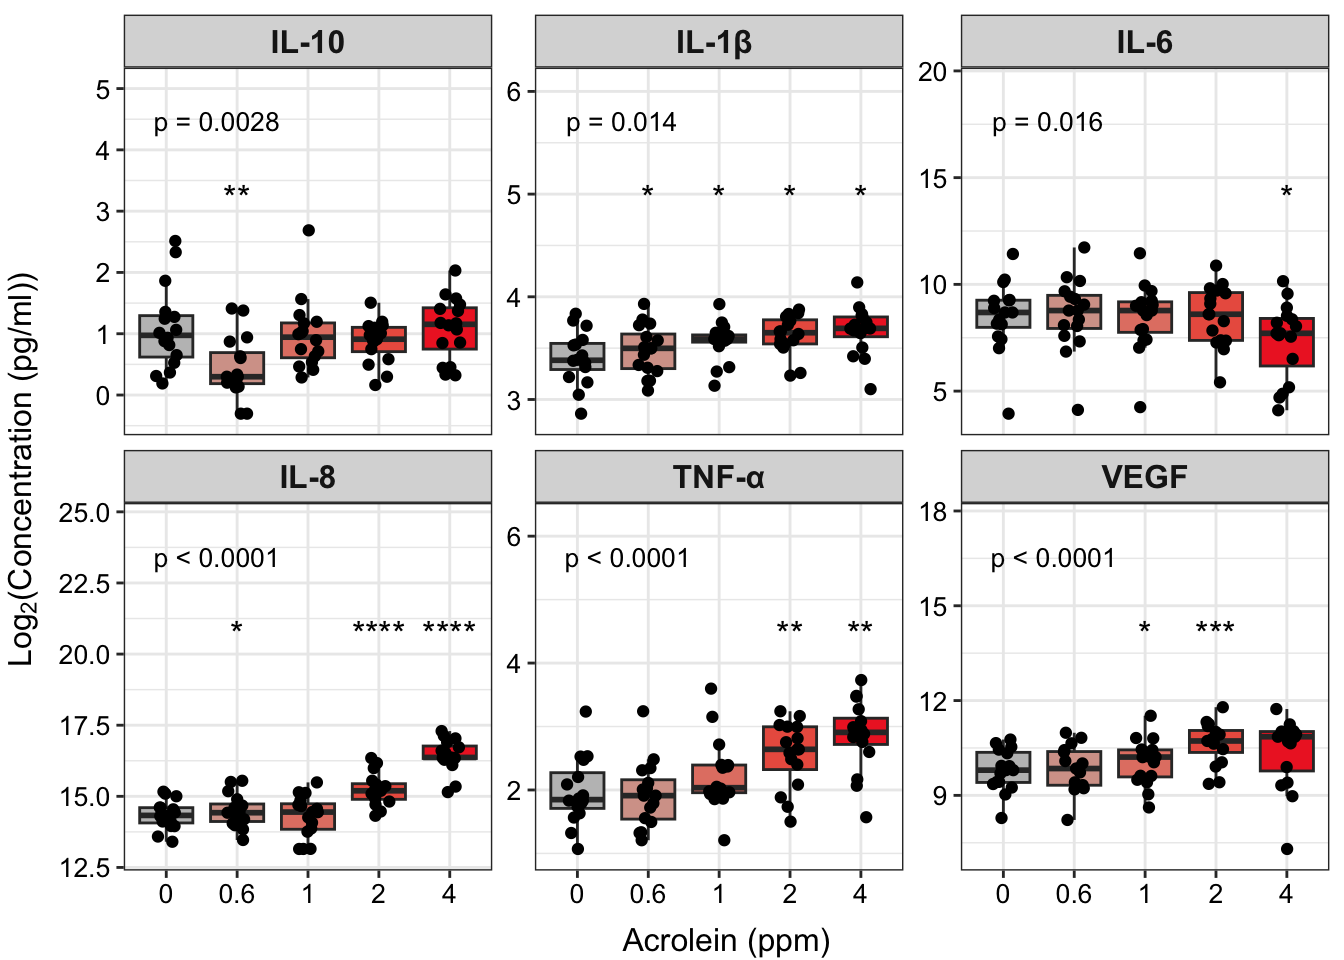 IL-10
IL-1β
IL-6
5
4
3
2
1
0
p = 0.0028
**
6
5
4
3
p = 0.014
* * * *
20
15
10
5
p = 0.016
*
Log2(Concentration (pg/ml))
IL-8
TNF-α
VEGF
25.0
22.5
20.0
17.5
15.0
12.5
p < 0.0001
* **** ****
6
4
2
p < 0.0001
** **
18
15
12
9
p < 0.0001
* ***
0 0.6 1 2 4
0 0.6 1 2 4
0 0.6 1 2 4
Acrolein (ppm)